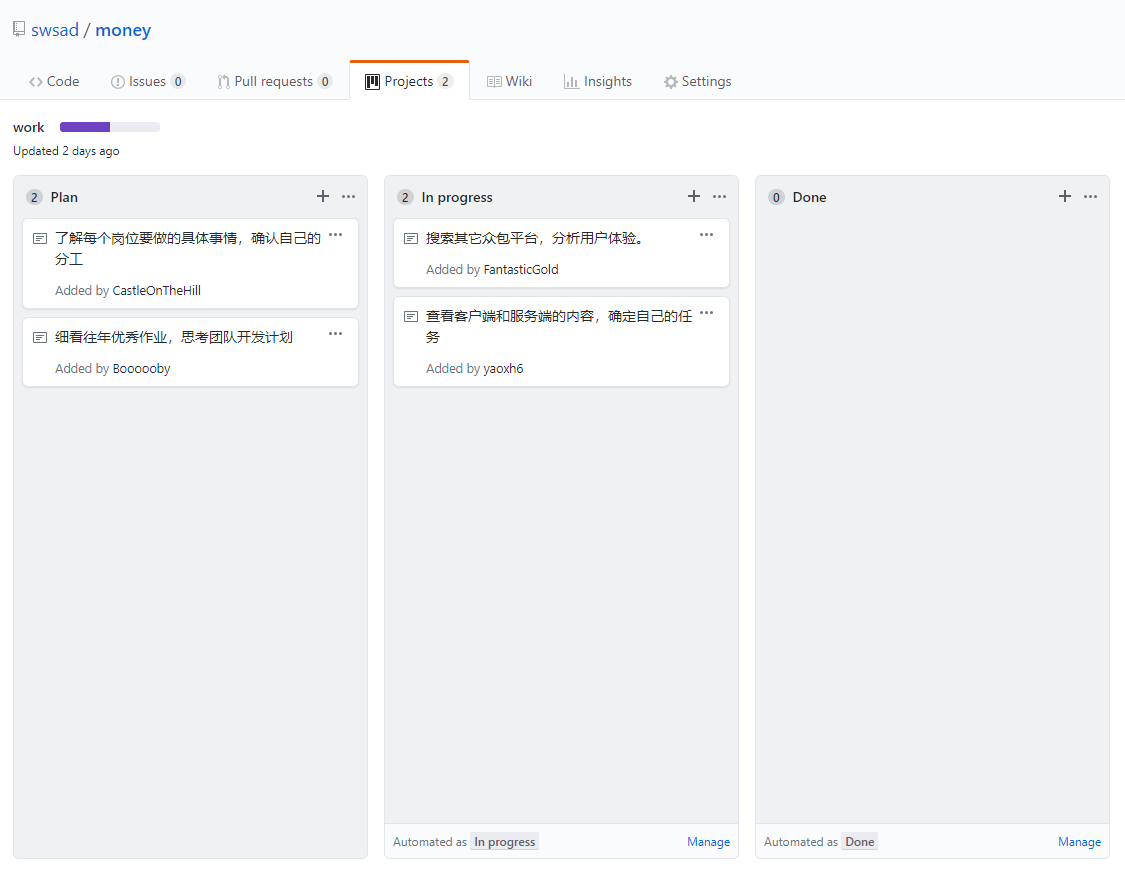 swsad / money
Code Issues 0 Pull requests 0 Projects 2 Wiki Insights Settings
work
Updated 2 days ago
2 Plan
了解每个岗位要做的具体事情，确认自己的
分工
Added by CastleOnTheHill
细看往年优秀作业，思考团队开发计划
Added by Boooooby
2 In progress
搜索其它众包平台，分析用户体验。
Added by FantasticGold
查看客户端和服务端的内容，确定自己的任
务
Added by yaoxh6
Automated as In progress Manage
0 Done
Automated as Done Manage